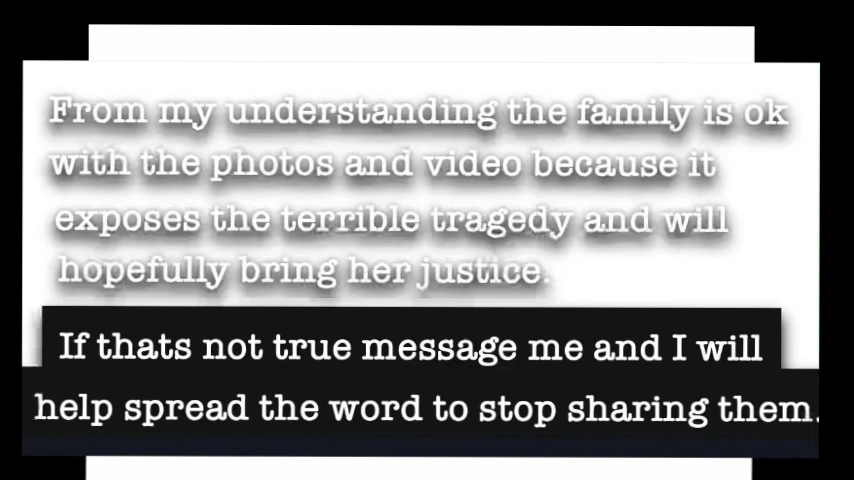 From my understanding the family is ok
with the photos and video because it
exposes the terrible tragedy and will
hopefully bring her justice.
If thats not true message me and I will
help spread the word to stop sharing them.